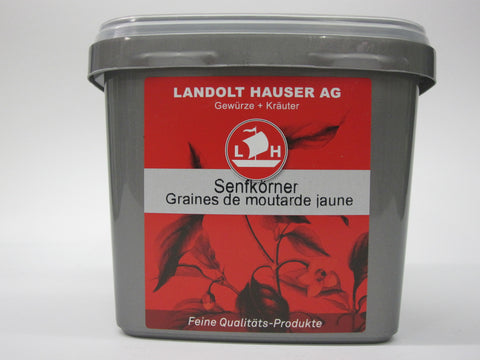 LANDOLT HAUSER AG
Gewürze + Kräuter
L H
Senfkörner
Graines de moutarde jaune
Feine Qualitäts-Produkte